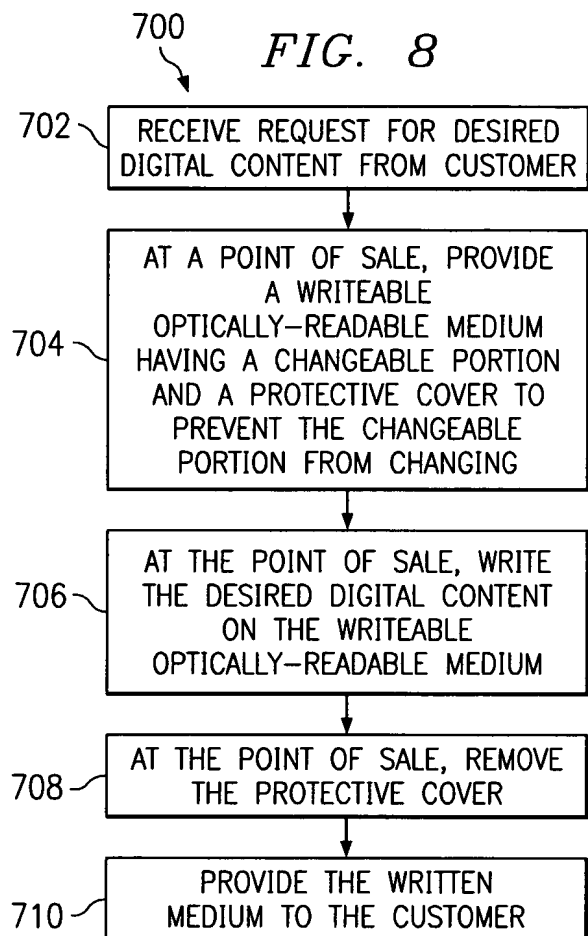 700
FIG. 8
702
RECEIVE REQUEST FOR DESIRED
DIGITAL CONTENT FROM CUSTOMER
704
AT A POINT OF SALE, PROVIDE
A WRITEABLE
OPTICALLY-READABLE MEDIUM
HAVING A CHANGEABLE PORTION
AND A PROTECTIVE COVER TO
PREVENT THE CHANGEABLE
PORTION FROM CHANGING
706
AT THE POINT OF SALE, WRITE
THE DESIRED DIGITAL CONTENT
ON THE WRITEABLE
OPTICALLY-READABLE MEDIUM
708
AT THE POINT OF SALE, REMOVE
THE PROTECTIVE COVER
710
PROVIDE THE WRITTEN
MEDIUM TO THE CUSTOMER